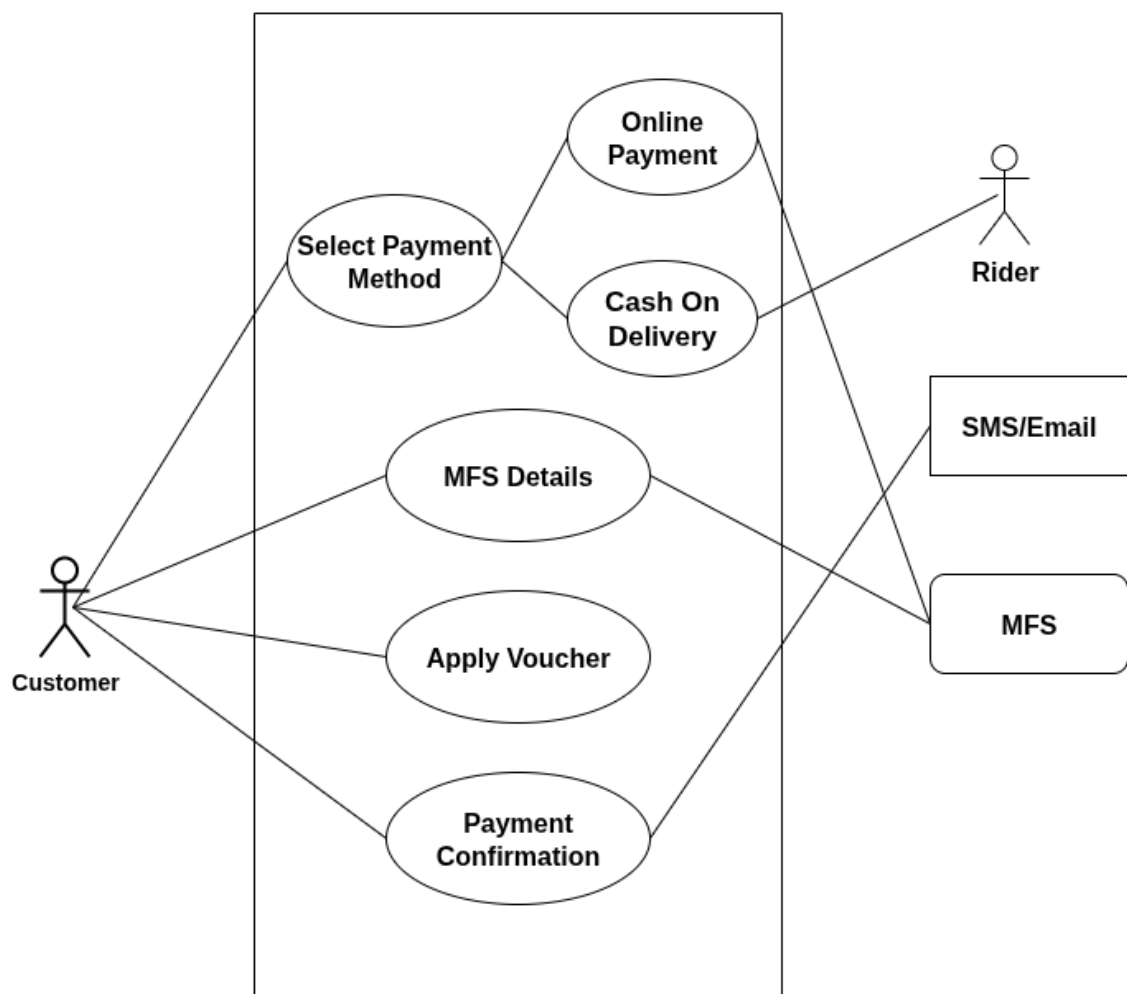 Online
Payment
Select Payment
Method
Cash On
Delivery
Rider
SMS/Email
MFS Details
MFS
Customer
Apply Voucher
Payment
Confirmation